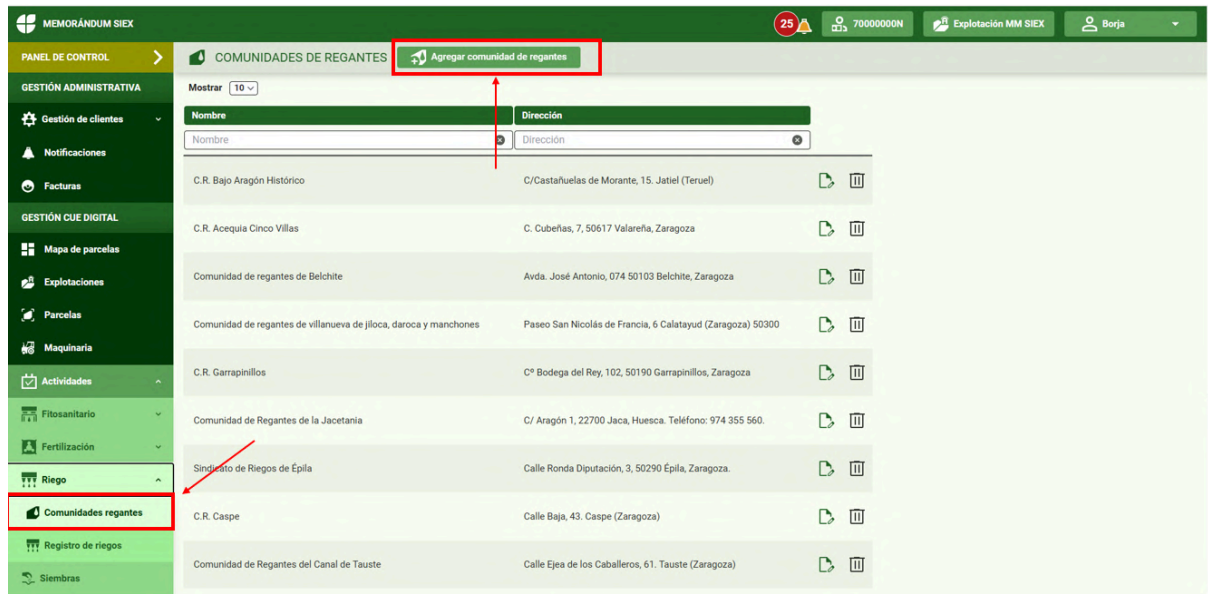 MEMORÁNDUM SIEX
25
70000000N
Explotación MM SIEX
Borja
PANEL DE CONTROL
COMUNIDADES DE REGANTES
Agregar comunidad de regantes
GESTIÓN ADMINISTRATIVA
Gestión de clientes
Notificaciones
Facturas
GESTIÓN CUE DIGITAL
Mapa de parcelas
Explotaciones
Parcelas
Maquinaria
Actividades
Fitosanitario
Fertilización
Riego
Comunidades regantes
Registro de riegos
Siembras
Mostrar 10
Nombre Dirección
Nombre Dirección
C.R. Bajo Aragón Histórico C/Castañuelas de Morante, 15. Jatiel (Teruel)
C.R. Acequia Cinco Villas C. Cubeñas, 7, 50617 Valareña, Zaragoza
Comunidad de regantes de Belchite Avda. José Antonio, 074 50103 Belchite, Zaragoza
Comunidad de regantes de villanueva de jiloca, daroca y manchones Paseo San Nicolás de Francia, 6 Calatayud (Zaragoza) 50300
C.R. Garrapinillos Cº Bodega del Rey, 102, 50190 Garrapinillos, Zaragoza
Comunidad de Regantes de la Jacetania C/ Aragón 1, 22700 Jaca, Huesca. Teléfono: 974 355 560.
Sindicato de Riegos de Épila Calle Ronda Diputación, 3, 50290 Épila, Zaragoza.
C.R. Caspe Calle Baja, 43. Caspe (Zaragoza)
Comunidad de Regantes del Canal de Tauste Calle Ejea de los Caballeros, 61. Tauste (Zaragoza)